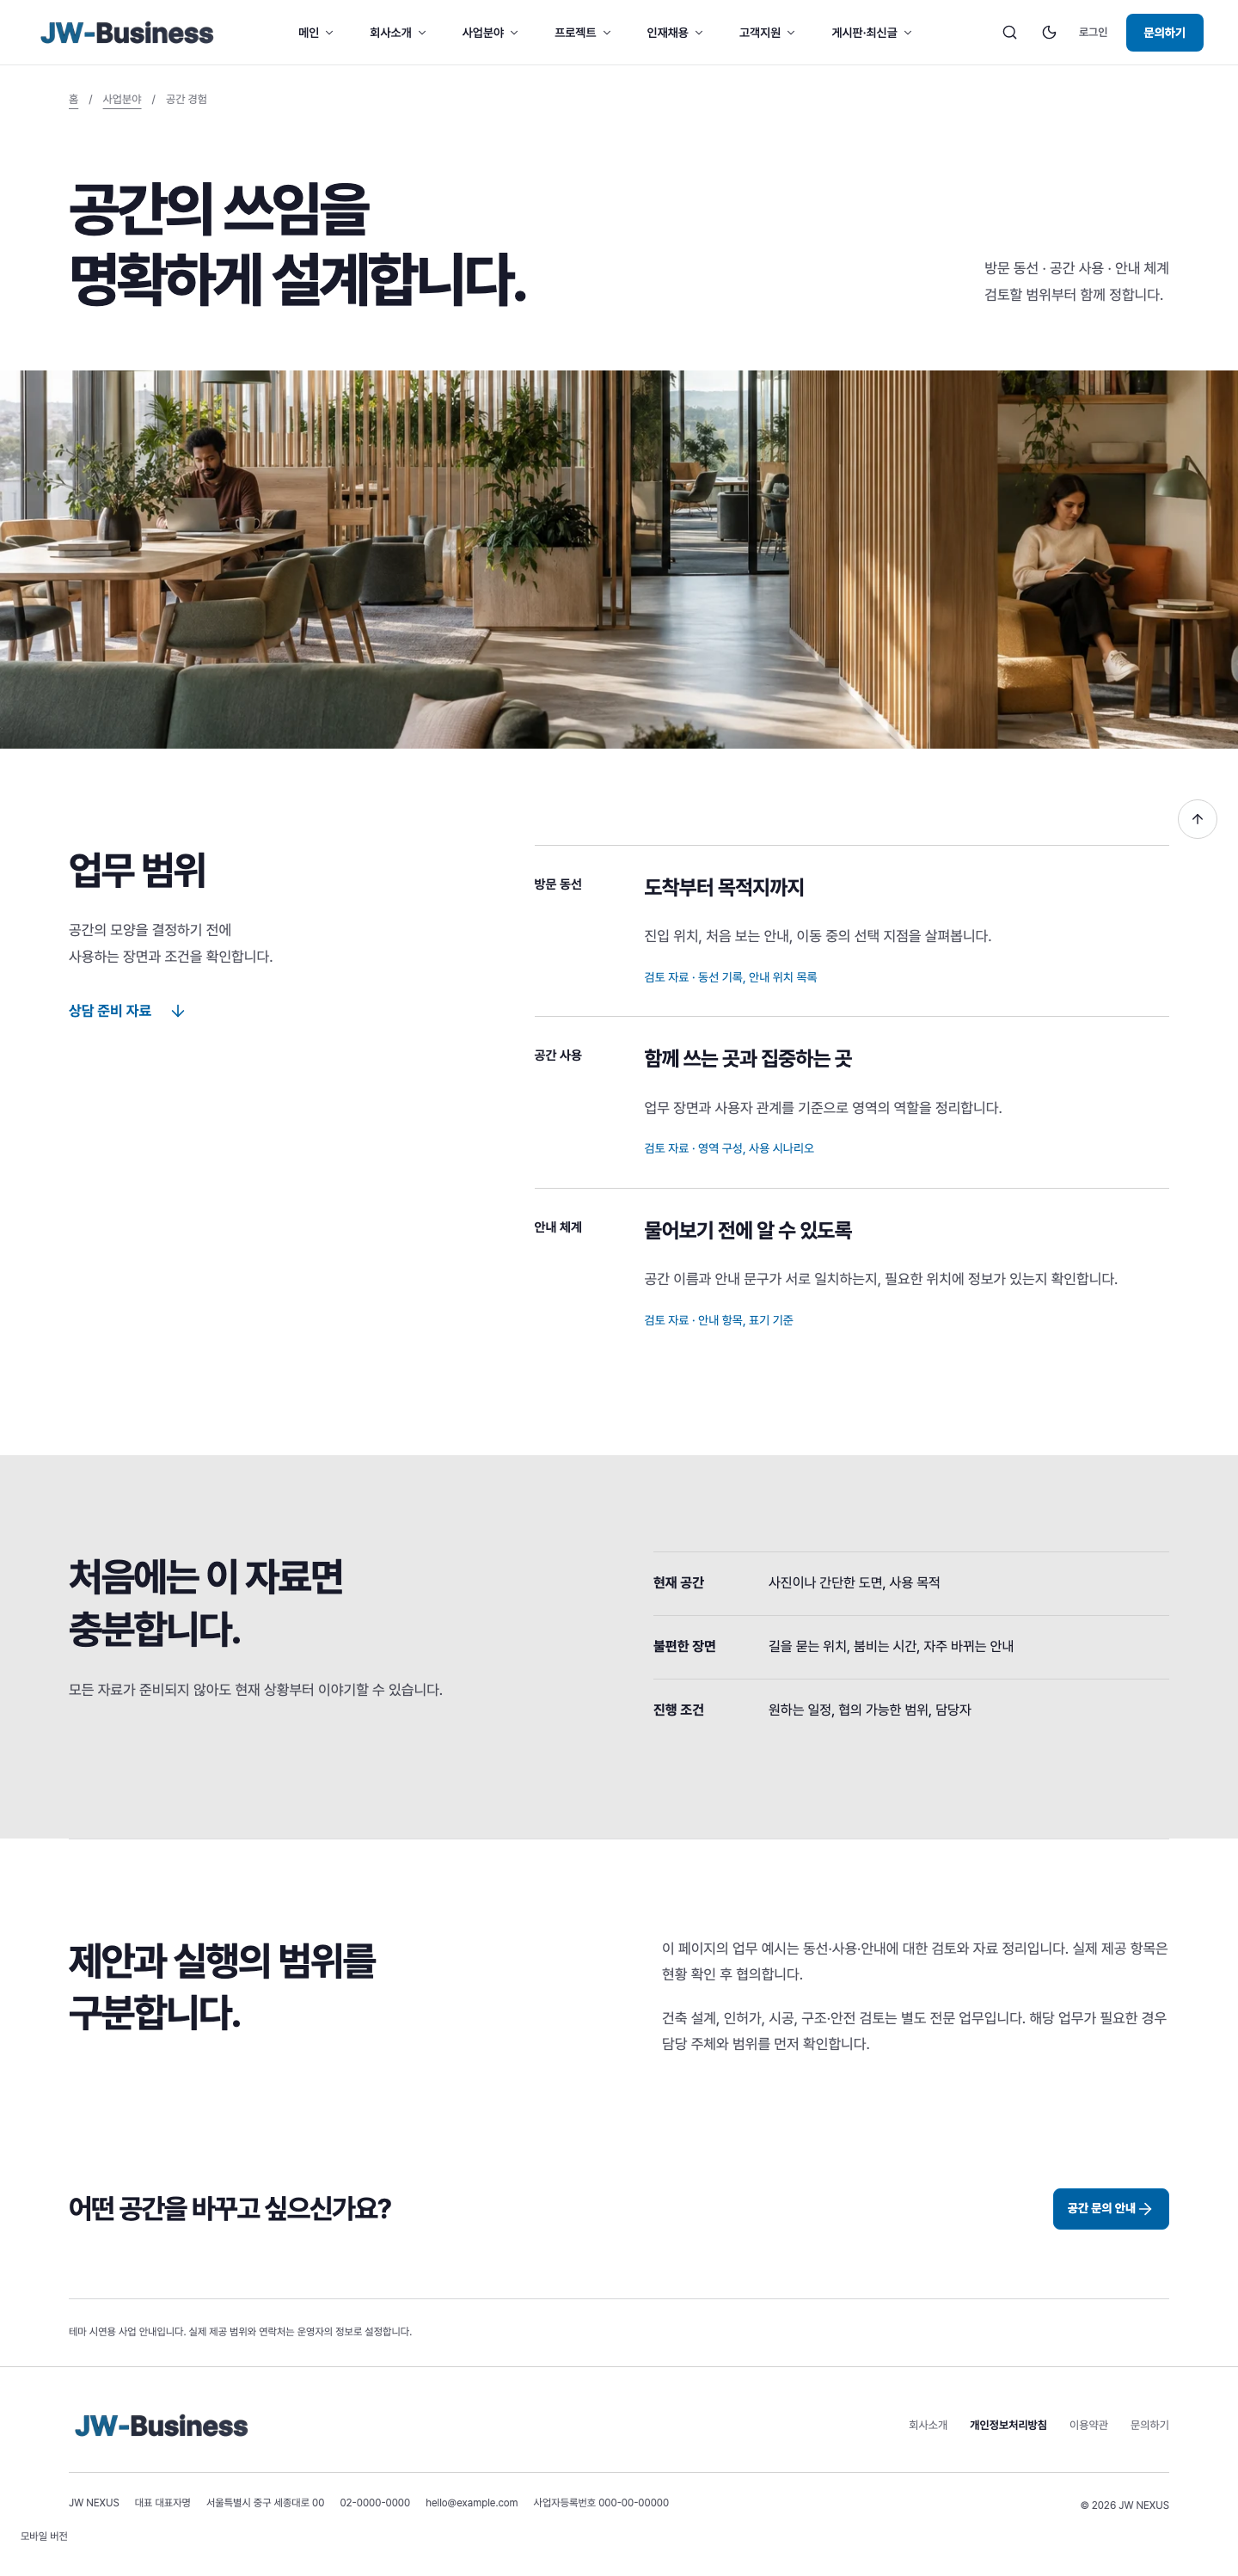 JW-Business
메인
회사소개
사업분야
프로젝트
인재채용
고객지원
게시판·최신글
로그인
문의하기
홈 / 사업분야 / 공간 경험
공간의 쓰임을
명확하게 설계합니다.
방문 동선 · 공간 사용 · 안내 체계
검토할 범위부터 함께 정합니다.
업무 범위
공간의 모양을 결정하기 전에
사용하는 장면과 조건을 확인합니다.
상담 준비 자료
방문 동선
도착부터 목적지까지
진입 위치, 처음 보는 안내, 이동 중의 선택 지점을 살펴봅니다.
검토 자료 · 동선 기록, 안내 위치 목록
공간 사용
함께 쓰는 곳과 집중하는 곳
업무 장면과 사용자 관계를 기준으로 영역의 역할을 정리합니다.
검토 자료 · 영역 구성, 사용 시나리오
안내 체계
물어보기 전에 알 수 있도록
공간 이름과 안내 문구가 서로 일치하는지, 필요한 위치에 정보가 있는지 확인합니다.
검토 자료 · 안내 항목, 표기 기준
처음에는 이 자료면
충분합니다.
모든 자료가 준비되지 않아도 현재 상황부터 이야기할 수 있습니다.
현재 공간
사진이나 간단한 도면, 사용 목적
불편한 장면
길을 묻는 위치, 붐비는 시간, 자주 바뀌는 안내
진행 조건
원하는 일정, 협의 가능한 범위, 담당자
제안과 실행의 범위를
구분합니다.
이 페이지의 업무 예시는 동선·사용·안내에 대한 검토와 자료 정리입니다. 실제 제공 항목은
현황 확인 후 협의합니다.
건축 설계, 인허가, 시공, 구조·안전 검토는 별도 전문 업무입니다. 해당 업무가 필요한 경우
담당 주체와 범위를 먼저 확인합니다.
어떤 공간을 바꾸고 싶으신가요?
공간 문의 안내
테마 시연용 사업 안내입니다. 실제 제공 범위와 연락처는 운영자의 정보로 설정합니다.
JW-Business
회사소개
개인정보처리방침
이용약관
문의하기
JW NEXUS 대표 대표자명 서울특별시 중구 세종대로 00 02-0000-0000 hello@example.com 사업자등록번호 000-00-00000
© 2026 JW NEXUS
모바일 버전